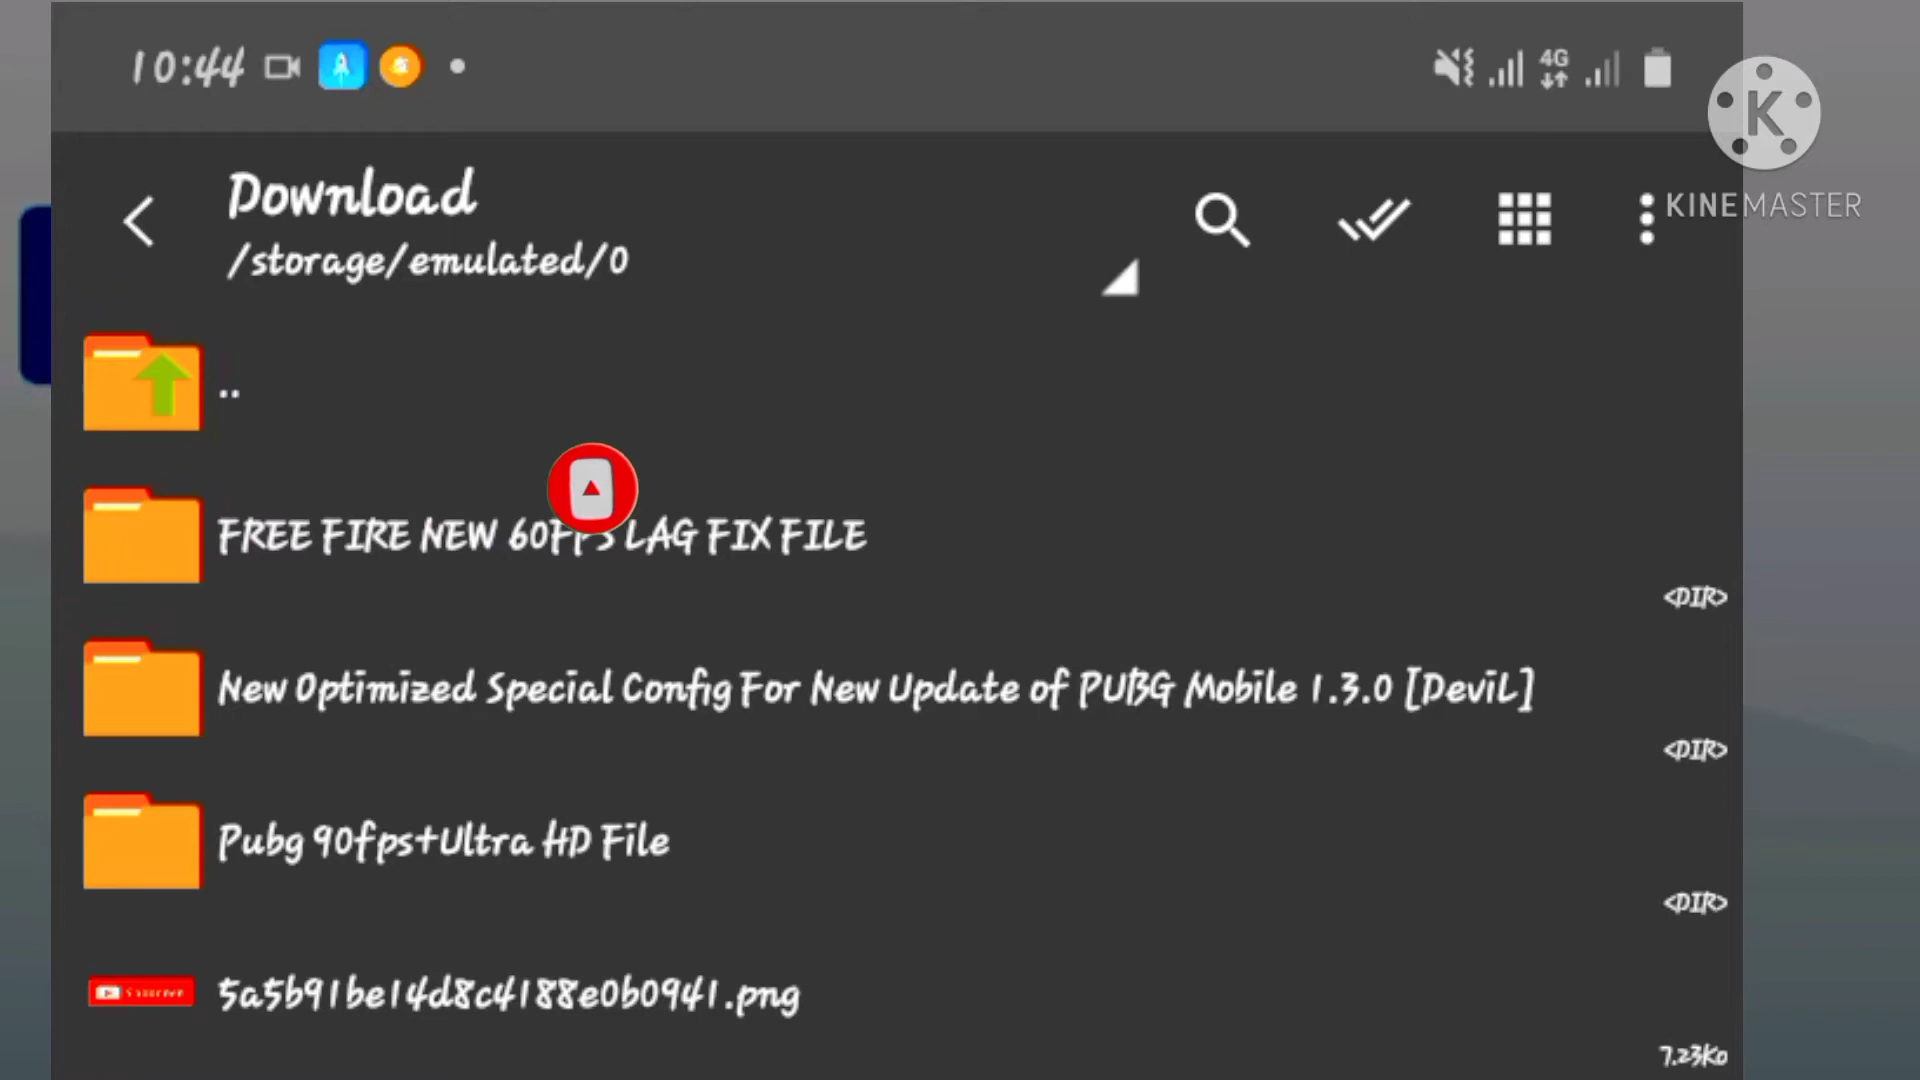 10:44
4G
K
KINEMASTER
Download
/storage/emulated/0
..
FREE FIRE NEW 60FPS LAG FIX FILE
<DIR>
New Optimized Special Config For New Update of PUBG Mobile 1.3.0 [DeviL]
<DIR>
Pubg 90fps+Ultra HD File
<DIR>
5a5b91be14d8c4188e0b0941.png
7.23Ko